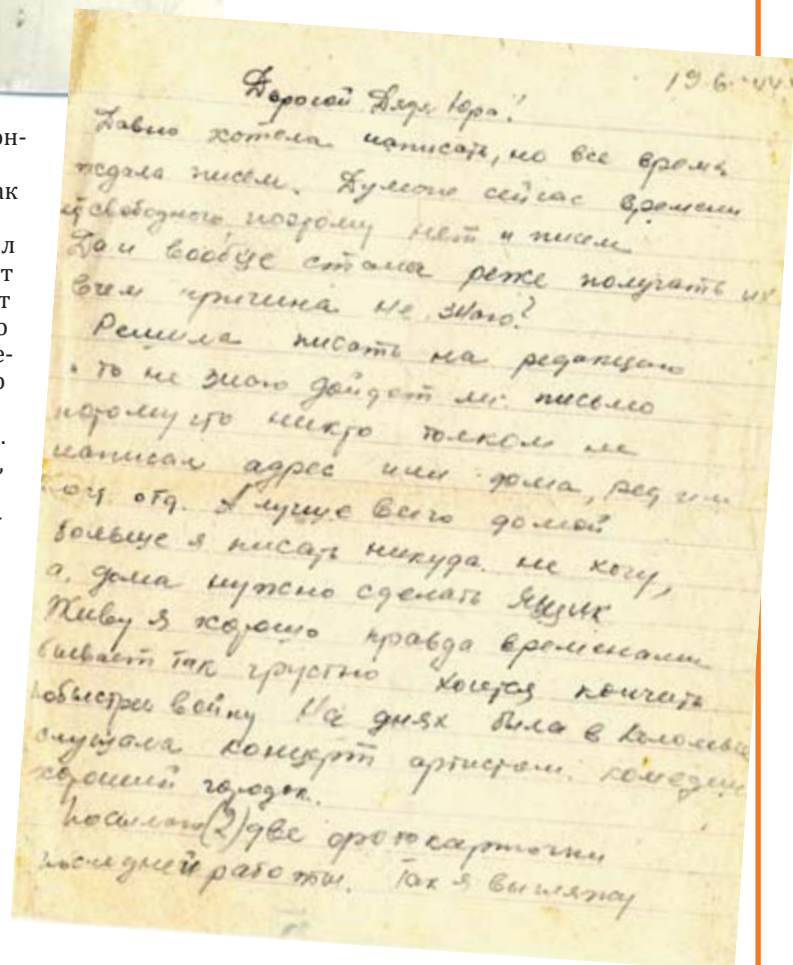 он-
ак
л
т
т
о
е-
о
.
,
.
19.6.44
Дорогой Дядя Юра!
Давно хотела написать, но все время
ждала писем. Думаю сейчас времени
свободного, поэтому нет и писем
Да и вообще стала реже получать их
В чем причина не знаю?
Решила писать на редакцию
то не знаю дойдет ли письмо
потому что никто толком не
написал адрес или дома, ред или
отд. А лучше всего домой
больше я писать никуда не хочу,
а дома нужно сделать Ящик
Живу я хорошо правда временами
бывает так грустно хочется кончить
побыстрей войну На днях была в
слушала концерт комедии
хороший городок.
Посылаю (2) две фотокарточки
последней работы. Так я выгляжу